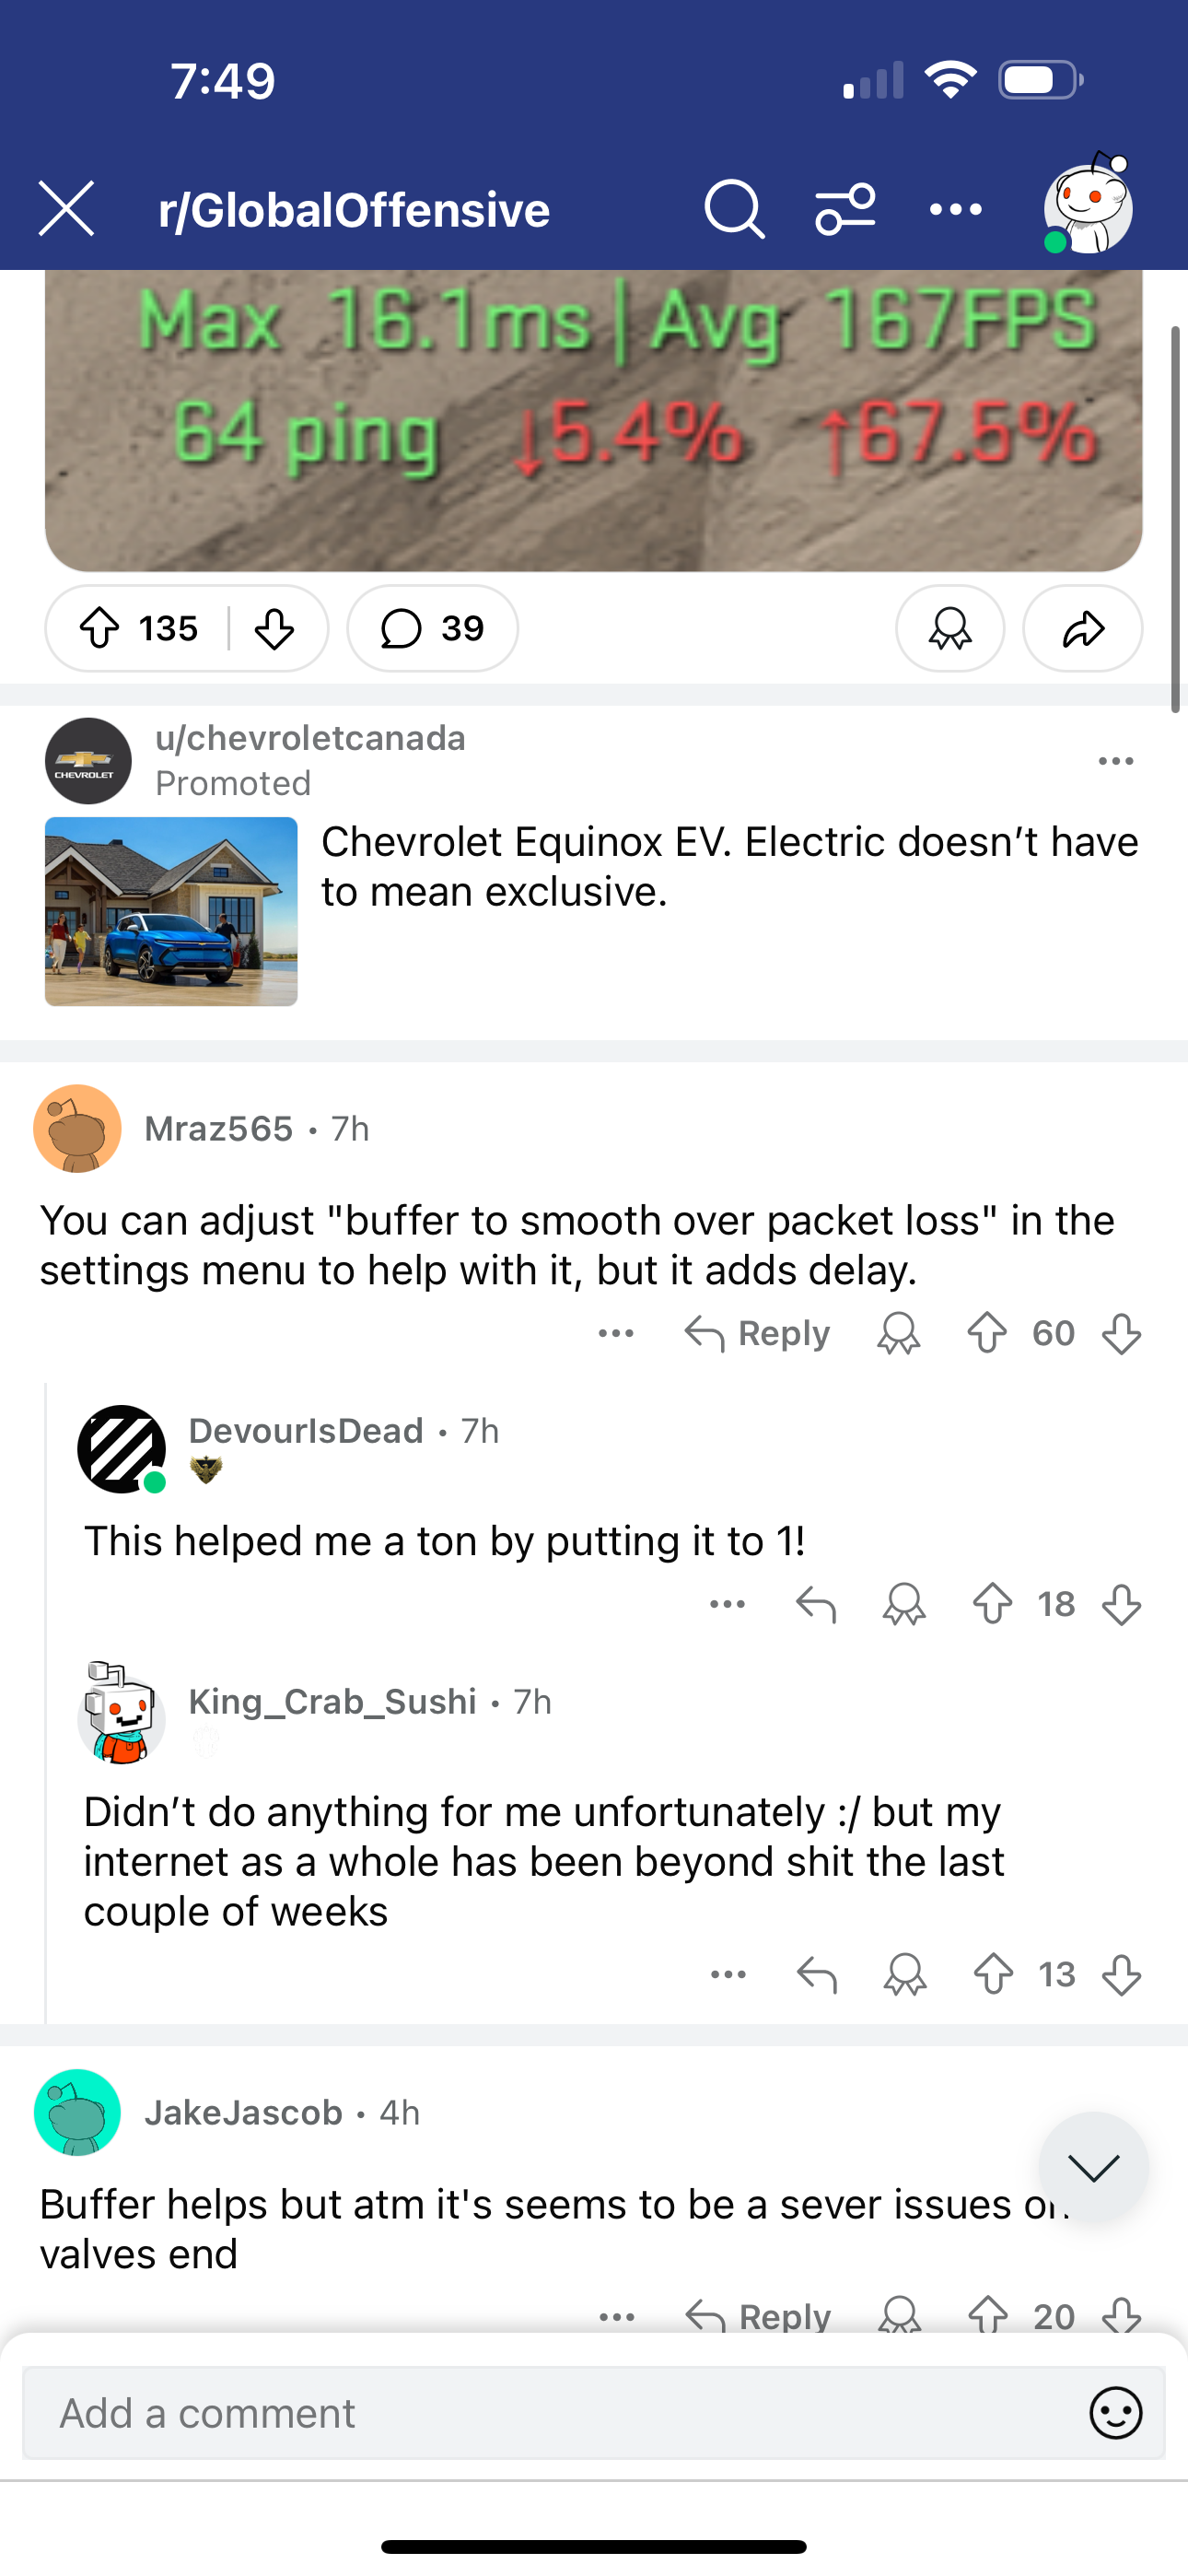 7:49
r/GlobalOffensive
Max 16.1ms | Avg 167FPS
64 ping ↓5.4% ↑67.5%
135
39
u/chevroletcanada
Promoted
CHEVROLET
Chevrolet Equinox EV. Electric doesn’t have
to mean exclusive.
Mraz565 • 7h
You can adjust "buffer to smooth over packet loss" in the
settings menu to help with it, but it adds delay.
Reply 60
DevourIsDead • 7h
This helped me a ton by putting it to 1!
18
King_Crab_Sushi • 7h
Didn’t do anything for me unfortunately :/ but my
internet as a whole has been beyond shit the last
couple of weeks
13
JakeJascob • 4h
Buffer helps but atm it's seems to be a sever issues
valves end
Reply 20
Add a comment